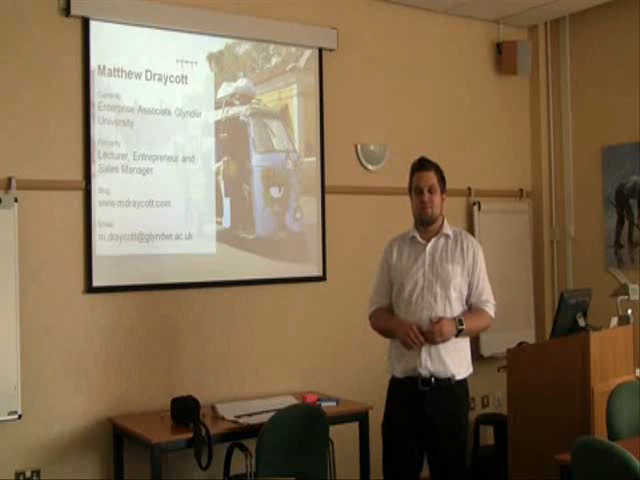 Matthew Draycott
Currently
Enterprise Associate Glyndŵr
University
Formerly
Lecturer, Entrepreneur and
Sales Manager
Blog
www.mdraycott.com
Email
m.draycott@glyndwr.ac.uk